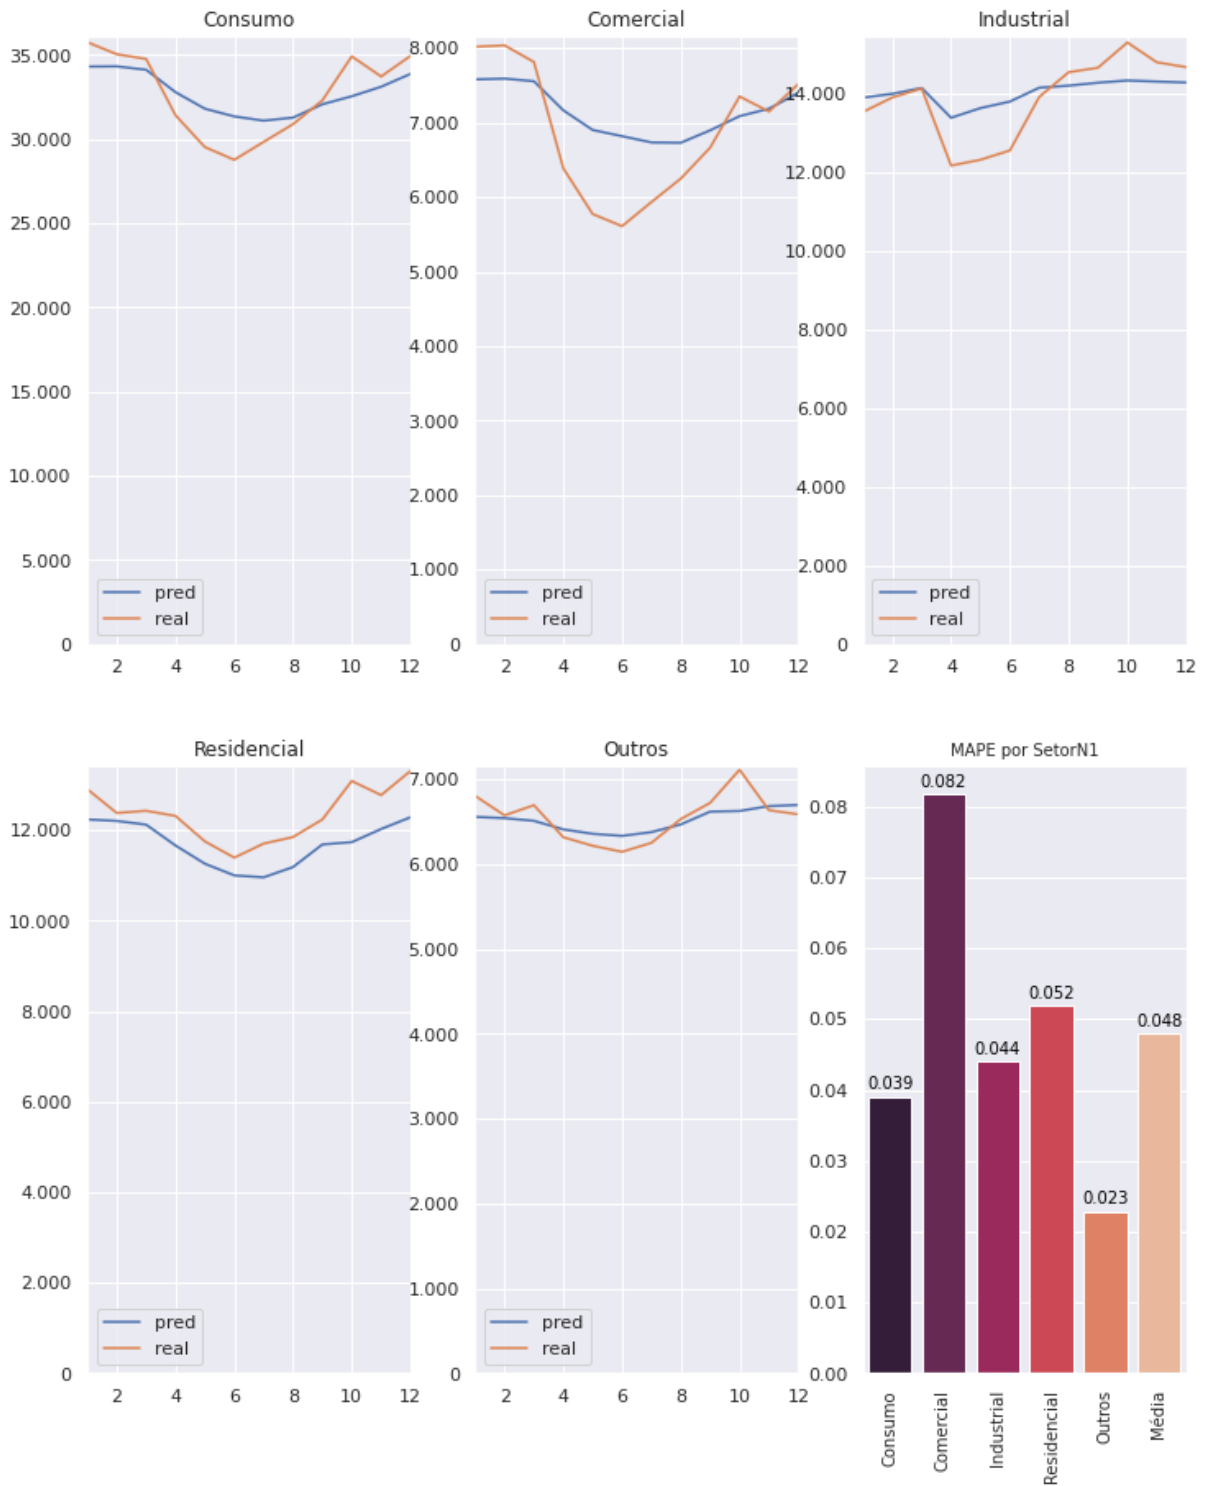 Consumo
35.000
30.000
25.000
20.000
15.000
10.000
5.000
0
2 4 6 8 10 12
pred
real
Comercial
8.000
7.000
6.000
5.000
4.000
3.000
2.000
1.000
0
2 4 6 8 10 12
pred
real
Industrial
14.000
12.000
10.000
8.000
6.000
4.000
2.000
0
2 4 6 8 10 12
pred
real
Residencial
12.000
10.000
8.000
6.000
4.000
2.000
0
2 4 6 8 10 12
pred
real
Outros
7.000
6.000
5.000
4.000
3.000
2.000
1.000
0
2 4 6 8 10 12
pred
real
MAPE por SetorN1
0.08
0.07
0.06
0.05
0.04
0.03
0.02
0.01
0.00
0.039
0.082
0.044
0.052
0.023
0.048
Consumo
Comercial
Industrial
Residencial
Outros
Média